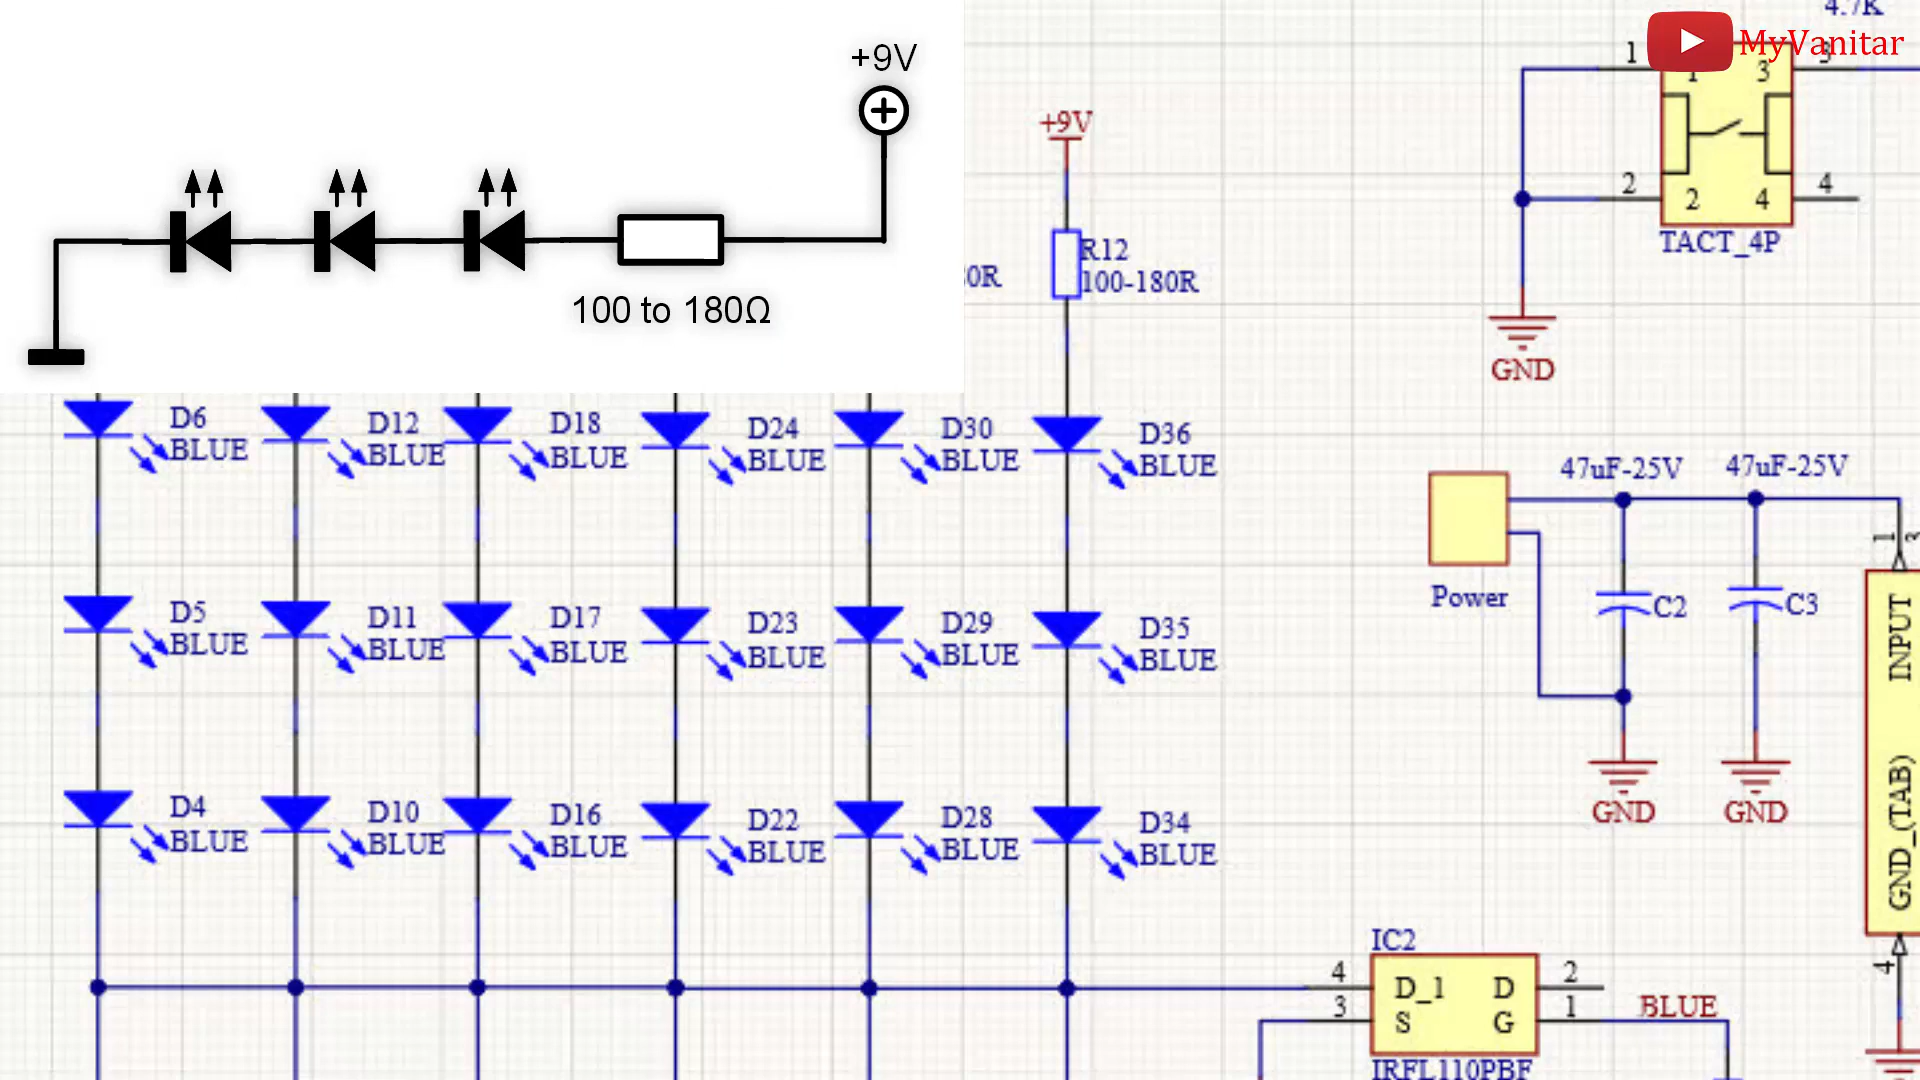 +9V
100 to 180Ω
MyVanitar
4.7K
1
1
3
3
2
2
4
4
TACT_4P
GND
+9V
0R
R12
100-180R
D6
BLUE
D12
BLUE
D18
BLUE
D24
BLUE
D30
BLUE
D36
BLUE
D5
BLUE
D11
BLUE
D17
BLUE
D23
BLUE
D29
BLUE
D35
BLUE
D4
BLUE
D10
BLUE
D16
BLUE
D22
BLUE
D28
BLUE
D34
BLUE
47uF-25V
47uF-25V
Power
C2
C3
GND
GND
1
3
INPUT
GND_(TAB)
4
IC2
4
D_1
D
2
3
S
G
1
BLUE
IRFL110PBF